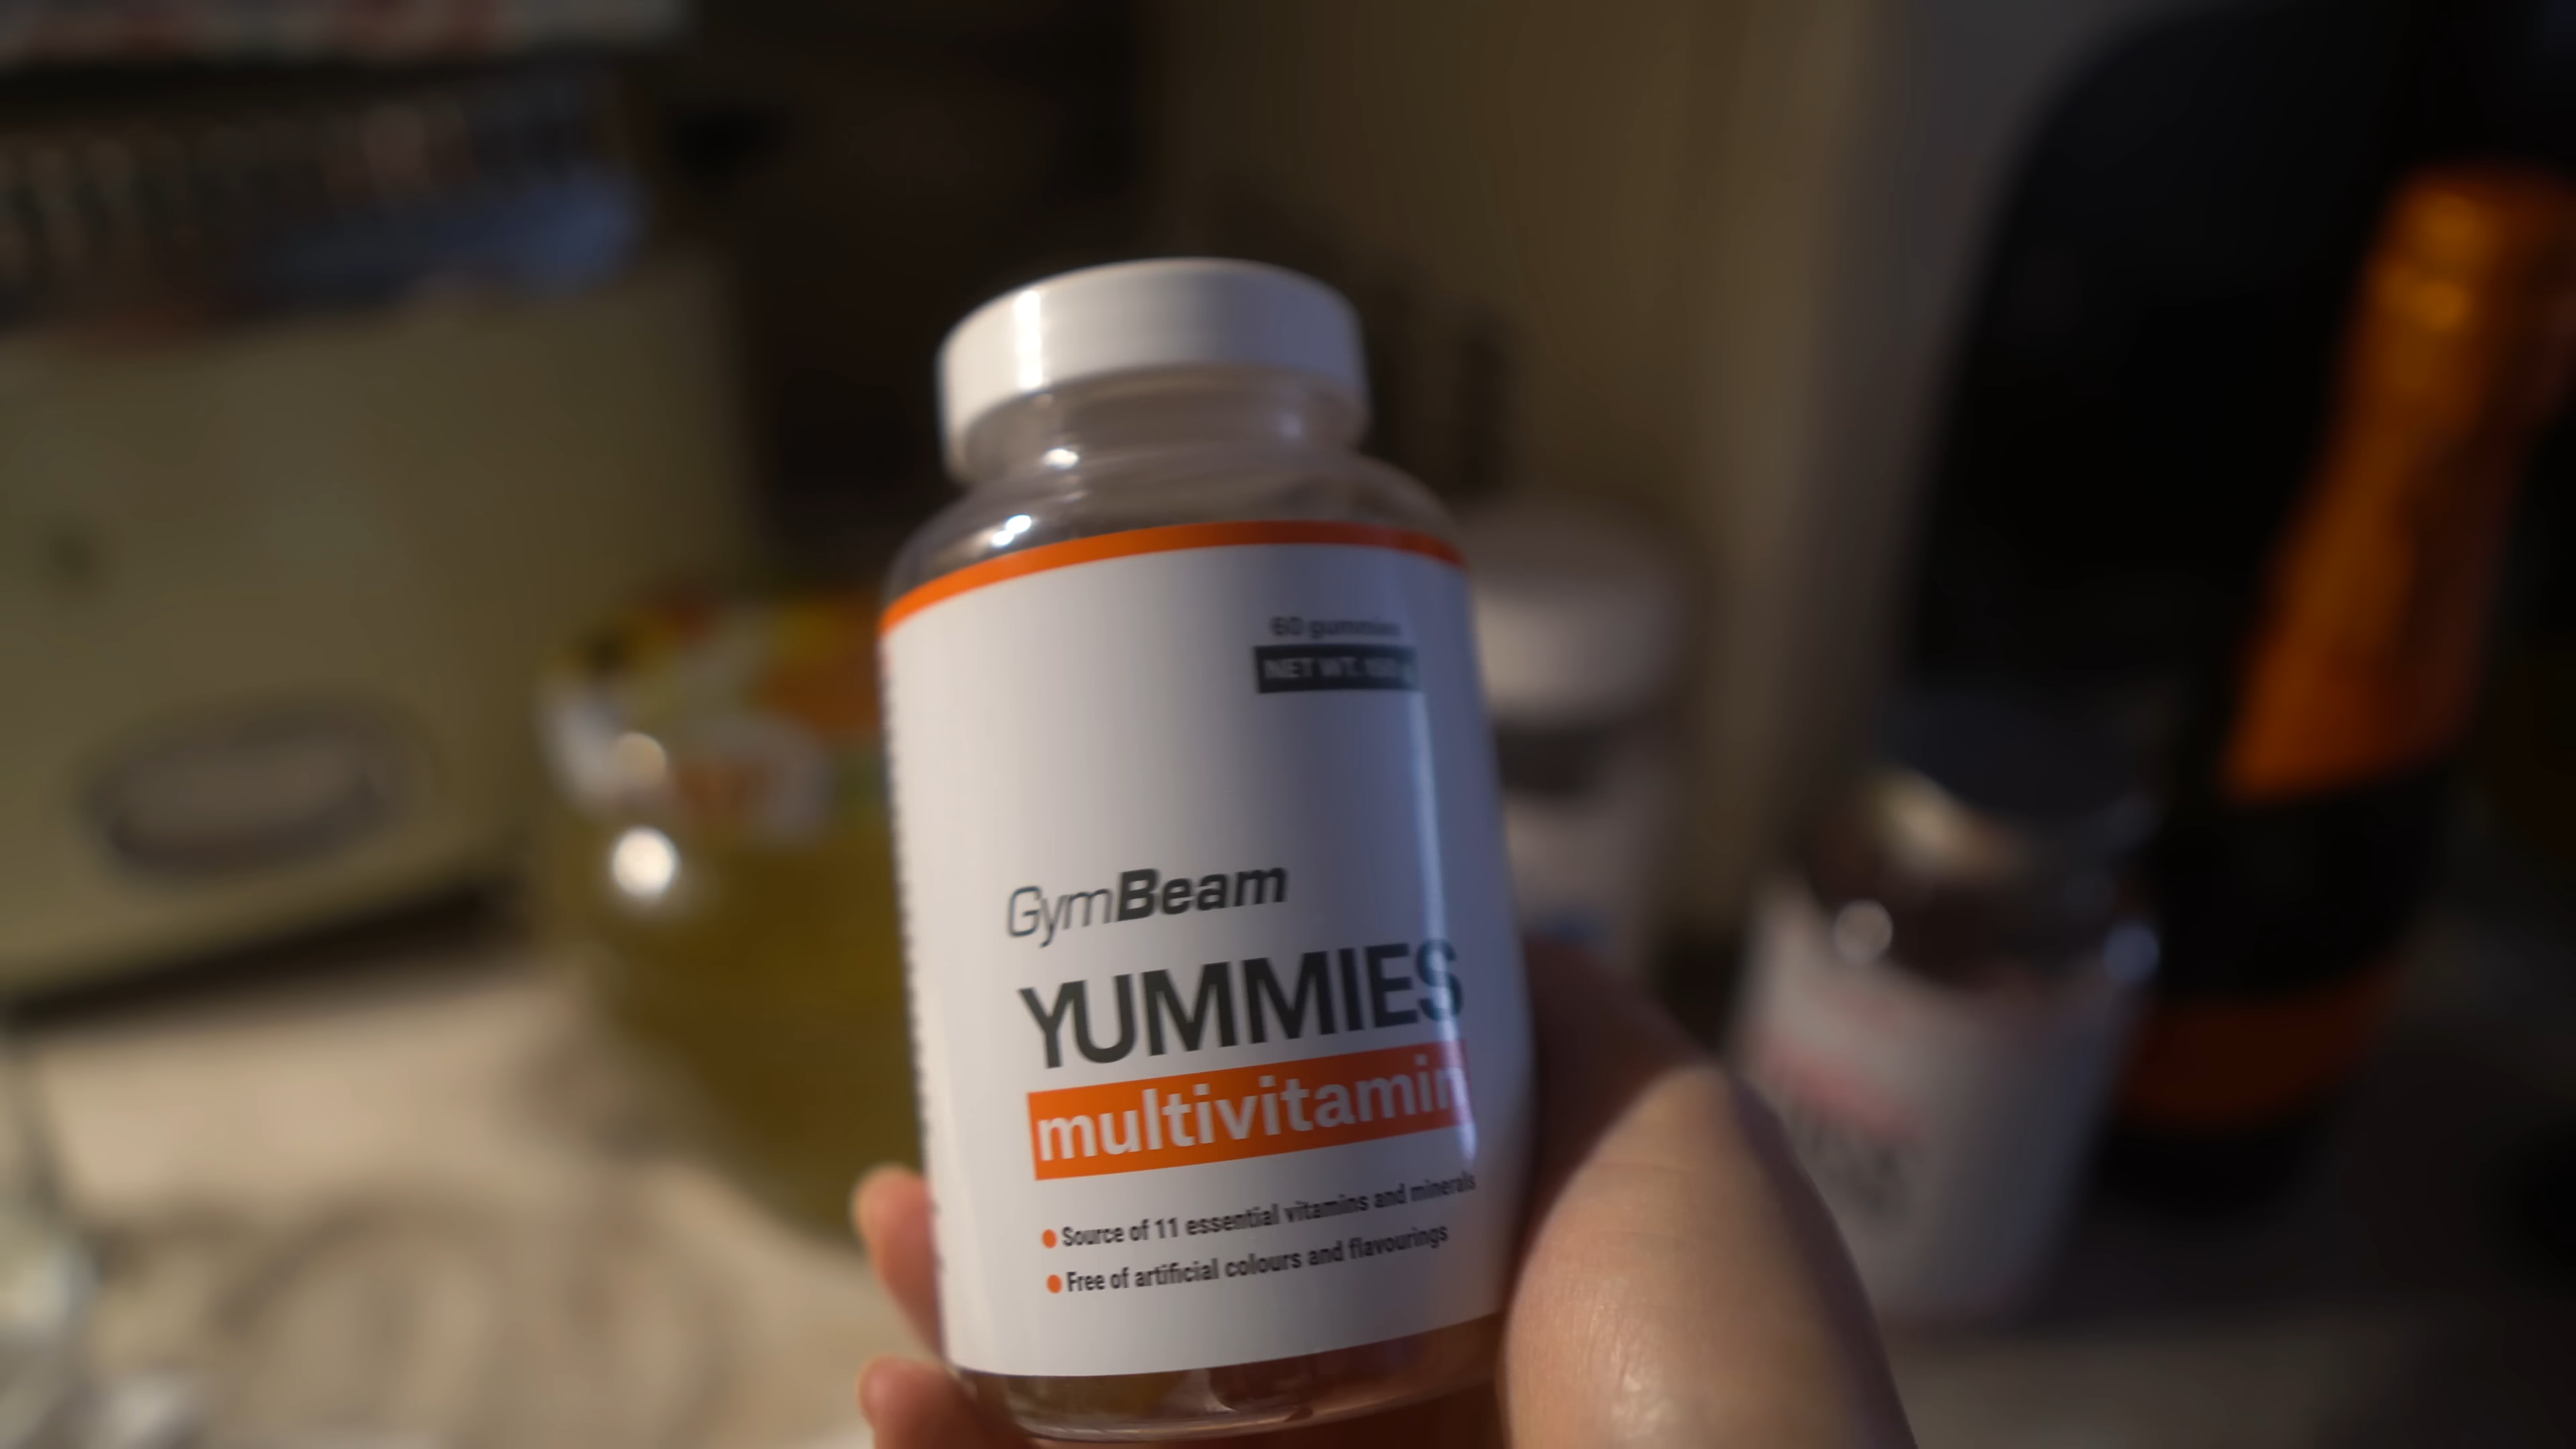 60 gummies
NET WT.
GymBeam
YUMMIES
multivitamin
Source of 11 essential vitamins and minerals
Free of artificial colours and flavourings